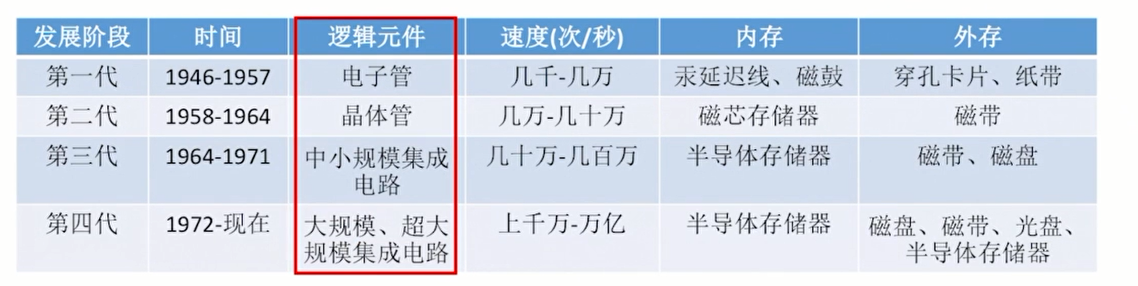 发展阶段 时间 逻辑元件 速度(次/秒) 内存 外存
第一代 1946-1957 电子管 几千-几万 汞延迟线、磁鼓 穿孔卡片、纸带
第二代 1958-1964 晶体管 几万-几十万 磁芯存储器 磁带
第三代 1964-1971 中小规模集成 几十万-几百万 半导体存储器 磁带、磁盘
电路
第四代 1972-现在 大规模、超大 上千万-万亿 半导体存储器 磁盘、磁带、光盘、
规模集成电路 半导体存储器